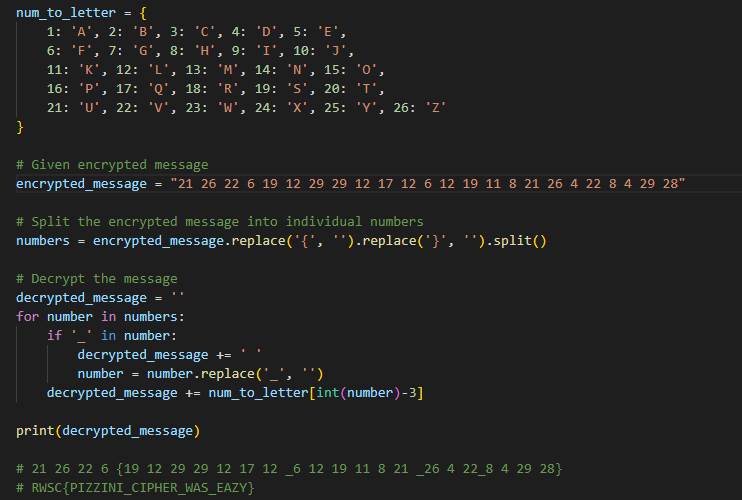 num_to_letter = {
    1: 'A', 2: 'B', 3: 'C', 4: 'D', 5: 'E',
    6: 'F', 7: 'G', 8: 'H', 9: 'I', 10: 'J',
    11: 'K', 12: 'L', 13: 'M', 14: 'N', 15: 'O',
    16: 'P', 17: 'Q', 18: 'R', 19: 'S', 20: 'T',
    21: 'U', 22: 'V', 23: 'W', 24: 'X', 25: 'Y', 26: 'Z'
}
# Given encrypted message
encrypted_message = "21 26 22 6 19 12 29 29 12 17 12 6 12 19 11 8 21 26 4 22 8 4 29 28"
# Split the encrypted message into individual numbers
numbers = encrypted_message.replace('{', '').replace('}', '').split()
# Decrypt the message
decrypted_message = ''
for number in numbers:
    if '_' in number:
        decrypted_message += ' '
        number = number.replace('_', '')
    decrypted_message += num_to_letter[int(number)-3]
print(decrypted_message)
# 21 26 22 6 {19 12 29 29 12 17 12 _6 12 19 11 8 21 _26 4 22_8 4 29 28}
# RWSC{PIZZINI_CIPHER_WAS_EAZY}